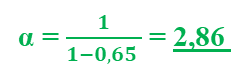 α = 1/(1−0,65) = 2,86